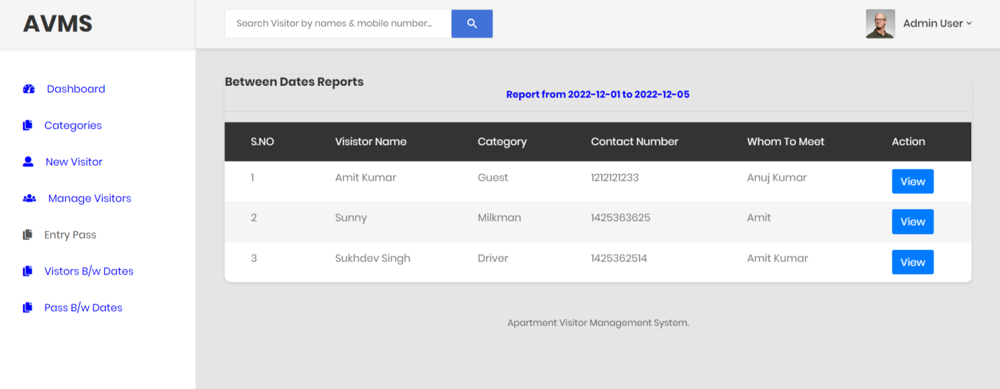 AVMS
Search Visitor by names & mobile number...
Admin User
Dashboard
Categories
New Visitor
Manage Visitors
Entry Pass
Vistors B/w Dates
Pass B/w Dates
Between Dates Reports
Report from 2022-12-01 to 2022-12-05
S.NO Visistor Name Category Contact Number Whom To Meet Action
1 Amit Kumar Guest 1212121233 Anuj Kumar View
2 Sunny Milkman 1425363625 Amit View
3 Sukhdev Singh Driver 1425362514 Amit Kumar View
Apartment Visitor Management System.